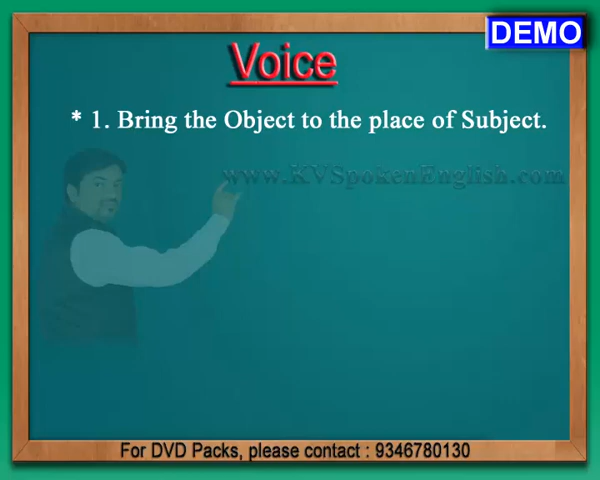 DEMO
Voice
* 1. Bring the Object to the place of Subject.
www.KVSpokenEnglish.com
For DVD Packs, please contact : 9346780130